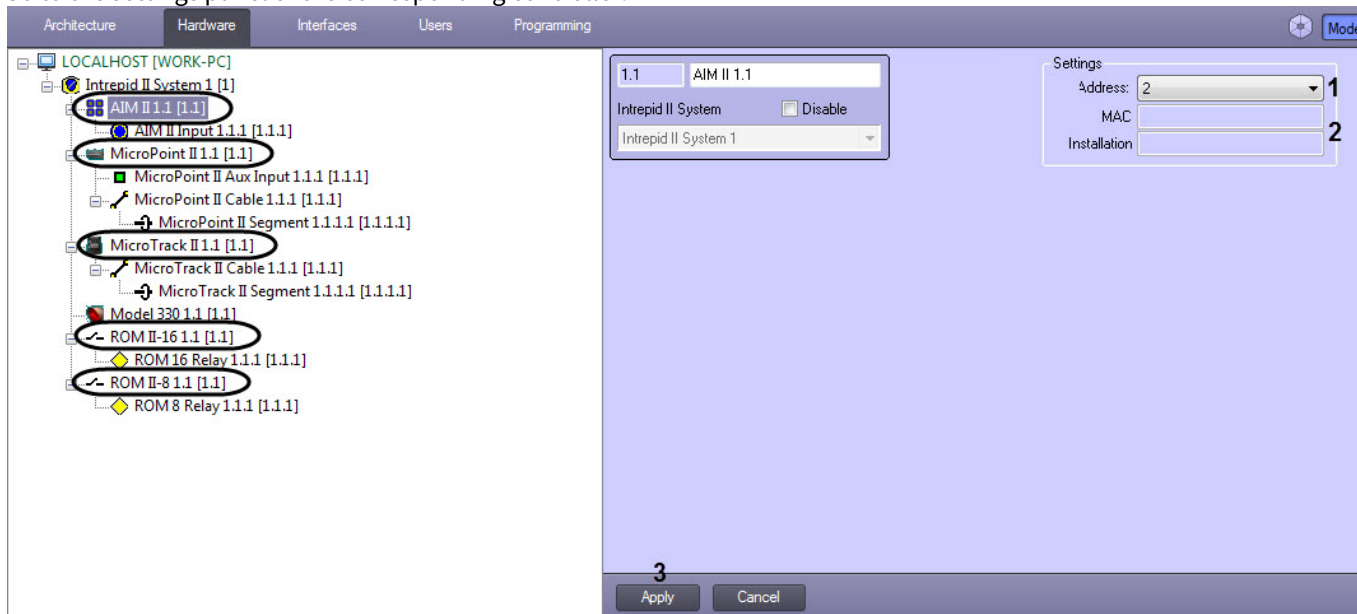 Architecture Hardware Interfaces Users Programming Mode
LOCALHOST [WORK-PC]
Intrepid II System 1 [1]
AIM II 1.1 [1.1]
AIM II Input 1.1.1 [1.1.1]
MicroPoint II 1.1 [1.1]
MicroPoint II Aux Input 1.1.1 [1.1.1]
MicroPoint II Cable 1.1.1 [1.1.1]
MicroPoint II Segment 1.1.1.1 [1.1.1.1]
MicroTrack II 1.1 [1.1]
MicroTrack II Cable 1.1.1 [1.1.1]
MicroTrack II Segment 1.1.1.1 [1.1.1.1]
Model 330 1.1 [1.1]
ROM II-16 1.1 [1.1]
ROM 16 Relay 1.1.1 [1.1.1]
ROM II-8 1.1 [1.1]
ROM 8 Relay 1.1.1 [1.1.1]
1.1 AIM II 1.1
Intrepid II System Disable
Intrepid II System 1
Settings
Address: 2 1
MAC
Installation 2
3
Apply Cancel